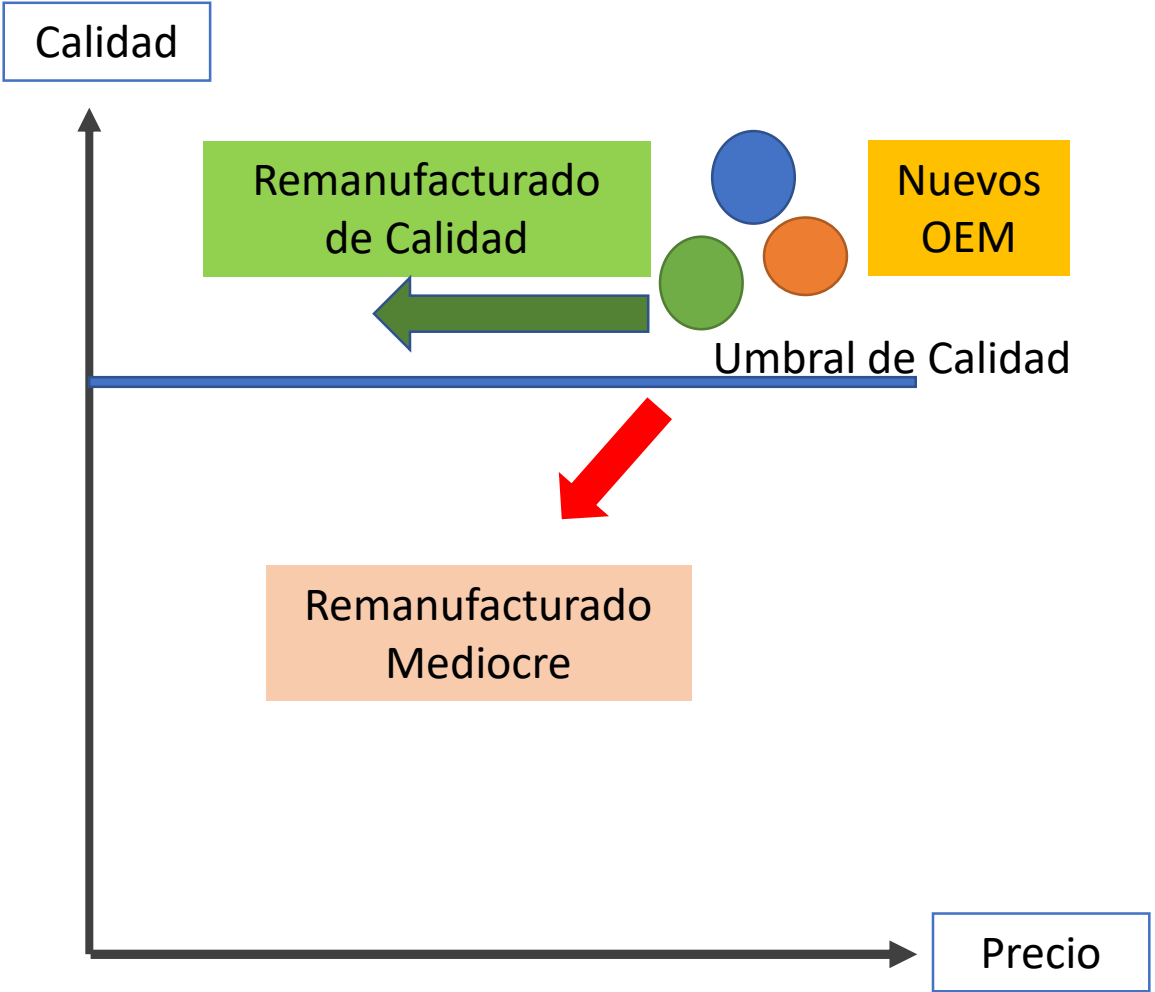 Calidad
Remanufacturado
de Calidad
Nuevos
OEM
Umbral de Calidad
Remanufacturado
Mediocre
Precio